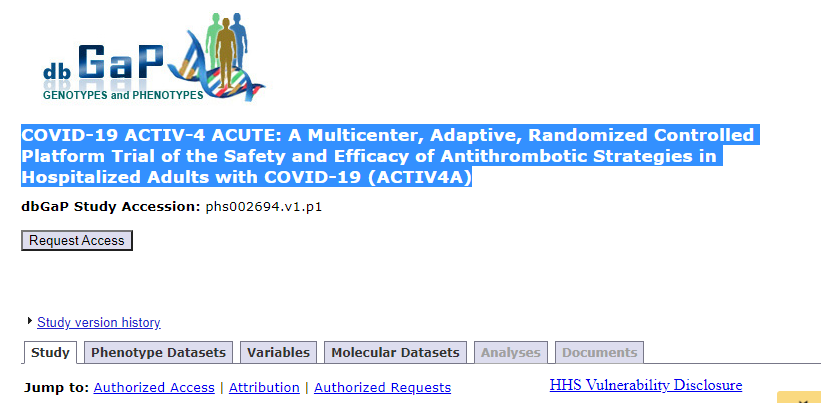 db GaP
GENOTYPES and PHENOTYPES
COVID-19 ACTIV-4 ACUTE: A Multicenter, Adaptive, Randomized Controlled
Platform Trial of the Safety and Efficacy of Antithrombotic Strategies in
Hospitalized Adults with COVID-19 (ACTIV4A)
dbGaP Study Accession: phs002694.v1.p1
Request Access
Study version history
Study Phenotype Datasets Variables Molecular Datasets Analyses Documents
Jump to: Authorized Access | Attribution | Authorized Requests HHS Vulnerability Disclosure